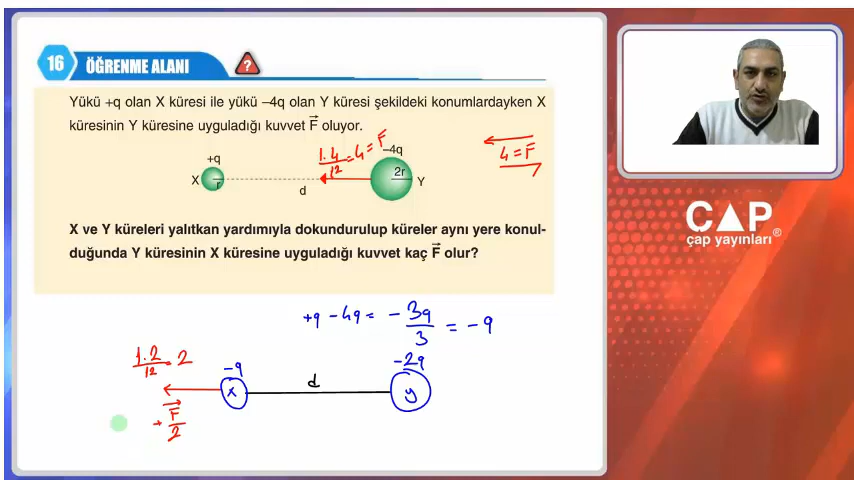 16 ÖĞRENME ALANI ?
Yükü +q olan X küresi ile yükü –4q olan Y küresi şekildeki konumlardayken X
küresinin Y küresine uyguladığı kuvvet F⃗ oluyor.
1.4/1² = 4 = F
4 = F
+q
–4q
X
r
d
2r
Y
X ve Y küreleri yalıtkan yardımıyla dokundurulup küreler aynı yere konul-
duğunda Y küresinin X küresine uyguladığı kuvvet kaç F⃗ olur?
+q – 4q = –3q/3 = –q
1.2/1² = 2
–q
–2q
x
d
y
+F⃗/2
ÇAP
çap yayınları®